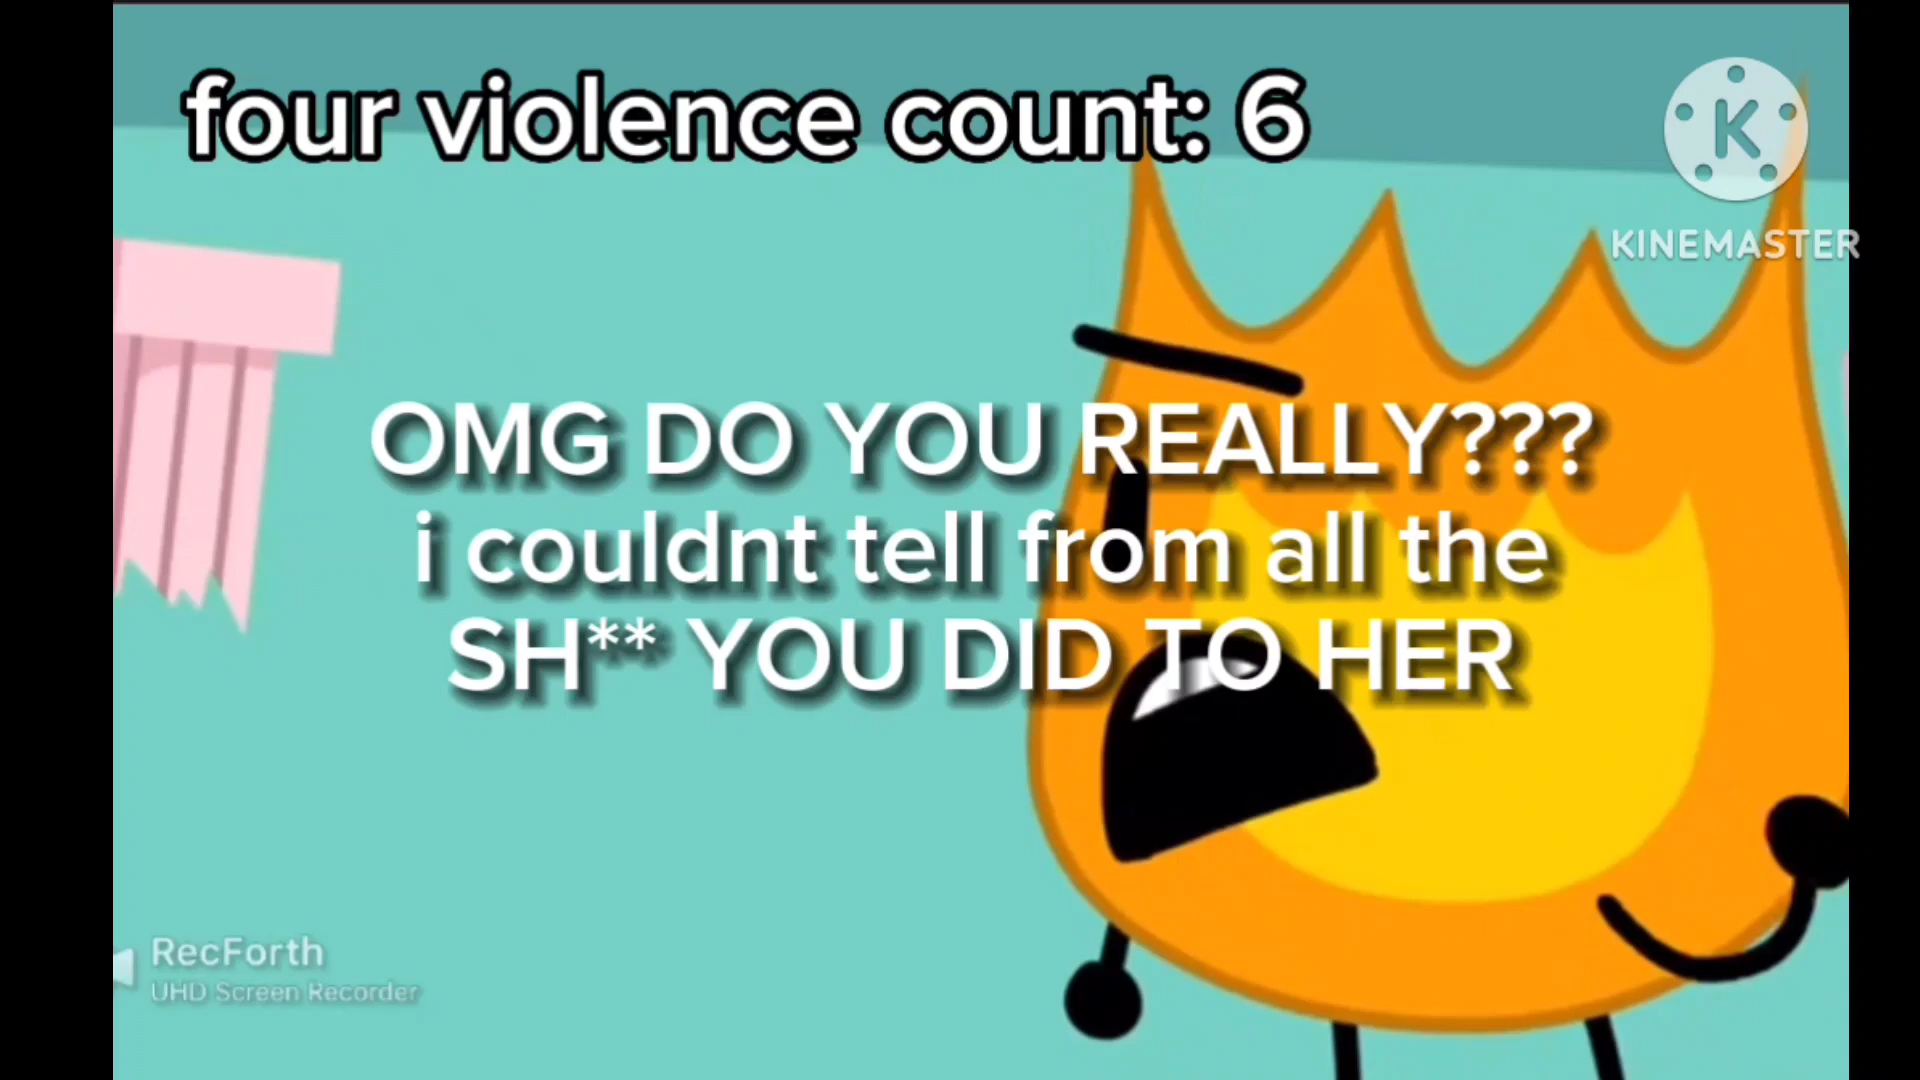 four violence count: 6
K
KINEMASTER
OMG DO YOU REALLY???
i couldnt tell from all the
SH** YOU DID TO HER
RecForth
UHD Screen Recorder